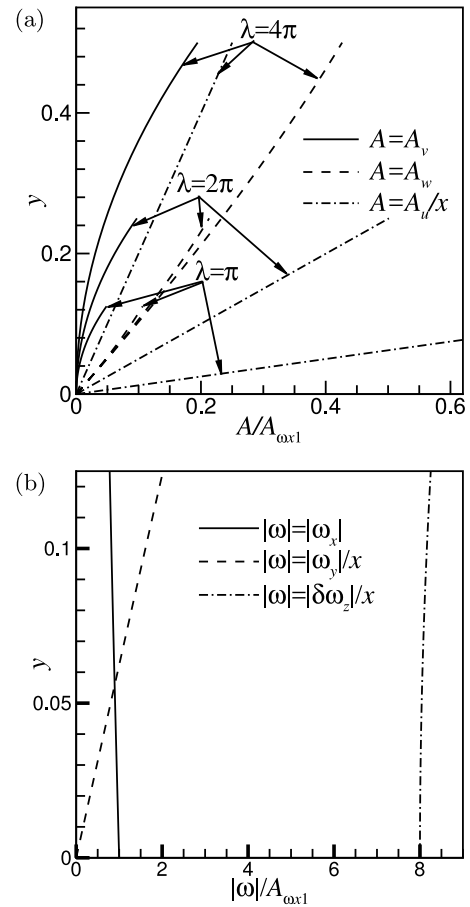 (a)
λ=4π
0.4
A=A_v
A=A_w
A=A_u/x
y
λ=2π
0.2
λ=π
0
0 0.2 0.4 0.6
A/A_ωx1
(b)
0.1
|ω|=|ω_x|
|ω|=|ω_y|/x
|ω|=|δω_z|/x
y
0.05
0
0 2 4 6 8
|ω|/A_ωx1